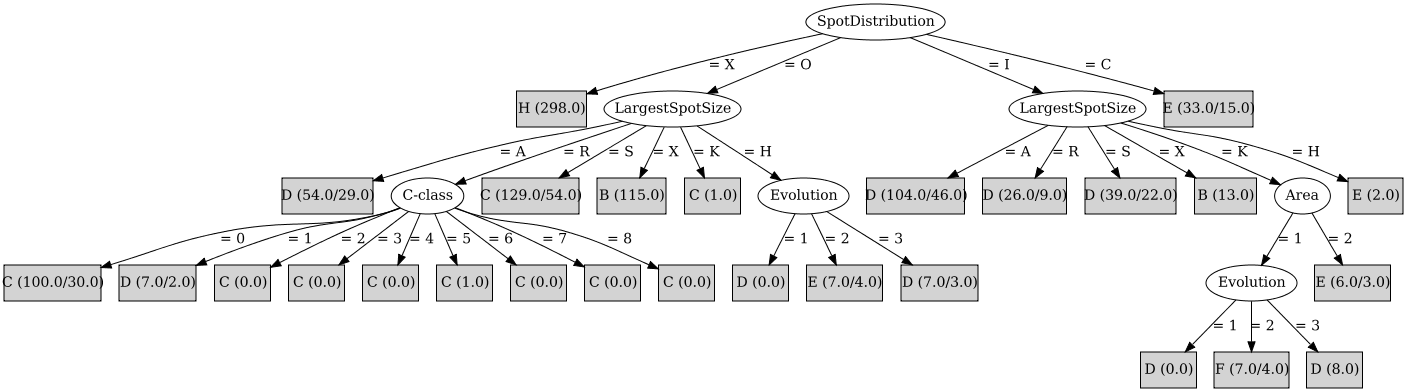 SpotDistribution
= X
= O
= I
= C
H (298.0)
LargestSpotSize
LargestSpotSize
E (33.0/15.0)
= A
= R
= S
= X
= K
= H
= A
= R
= S
= X
= K
= H
D (54.0/29.0)
C-class
C (129.0/54.0)
B (115.0)
C (1.0)
Evolution
D (104.0/46.0)
D (26.0/9.0)
D (39.0/22.0)
B (13.0)
Area
E (2.0)
= 0
= 1
= 2
= 3
= 4
= 5
= 6
= 7
= 8
= 1
= 2
= 3
= 1
= 2
C (100.0/30.0)
D (7.0/2.0)
C (0.0)
C (0.0)
C (0.0)
C (1.0)
C (0.0)
C (0.0)
C (0.0)
D (0.0)
E (7.0/4.0)
D (7.0/3.0)
Evolution
E (6.0/3.0)
= 1
= 2
= 3
D (0.0)
F (7.0/4.0)
D (8.0)